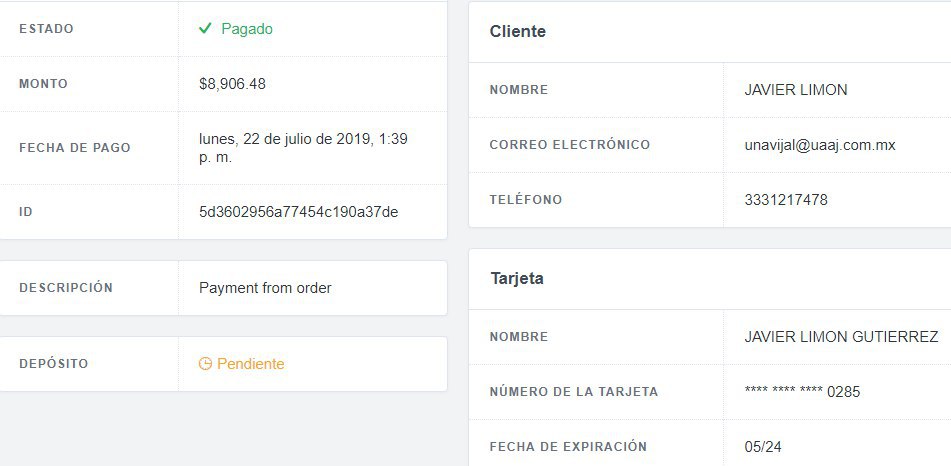 ESTADO
Pagado
MONTO
$8,906.48
FECHA DE PAGO
lunes, 22 de julio de 2019, 1:39
p. m.
ID
5d3602956a77454c190a37de
DESCRIPCIÓN
Payment from order
DEPÓSITO
Pendiente
Cliente
NOMBRE
JAVIER LIMON
CORREO ELECTRÓNICO
unavijal@uaaj.com.mx
TELÉFONO
3331217478
Tarjeta
NOMBRE
JAVIER LIMON GUTIERREZ
NÚMERO DE LA TARJETA
**** **** **** 0285
FECHA DE EXPIRACIÓN
05/24